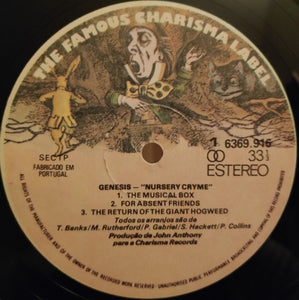 THE FAMOUS CHARISMA LABEL
SECTP
FABRICADO EM
PORTUGAL
1 6369.916
33⅓
ESTEREO
GENESIS — "NURSERY CRYME"
1. THE MUSICAL BOX
2. FOR ABSENT FRIENDS
3. THE RETURN OF THE GIANT HOGWEED
Todos os arranjos são de
T. Banks/M. Rutherford/P. Gabriel/S. Hackett/P. Collins
Produção de John Anthony
para a Charisma Records
ALL RIGHTS OF THE MANUFACTURER AND OF THE OWNER OF THE RECORDED WORK RESERVED - UNAUTHORISED PUBLIC PERFORMANCE, BROADCASTING AND COPYING OF THIS RECORD PROHIBITED